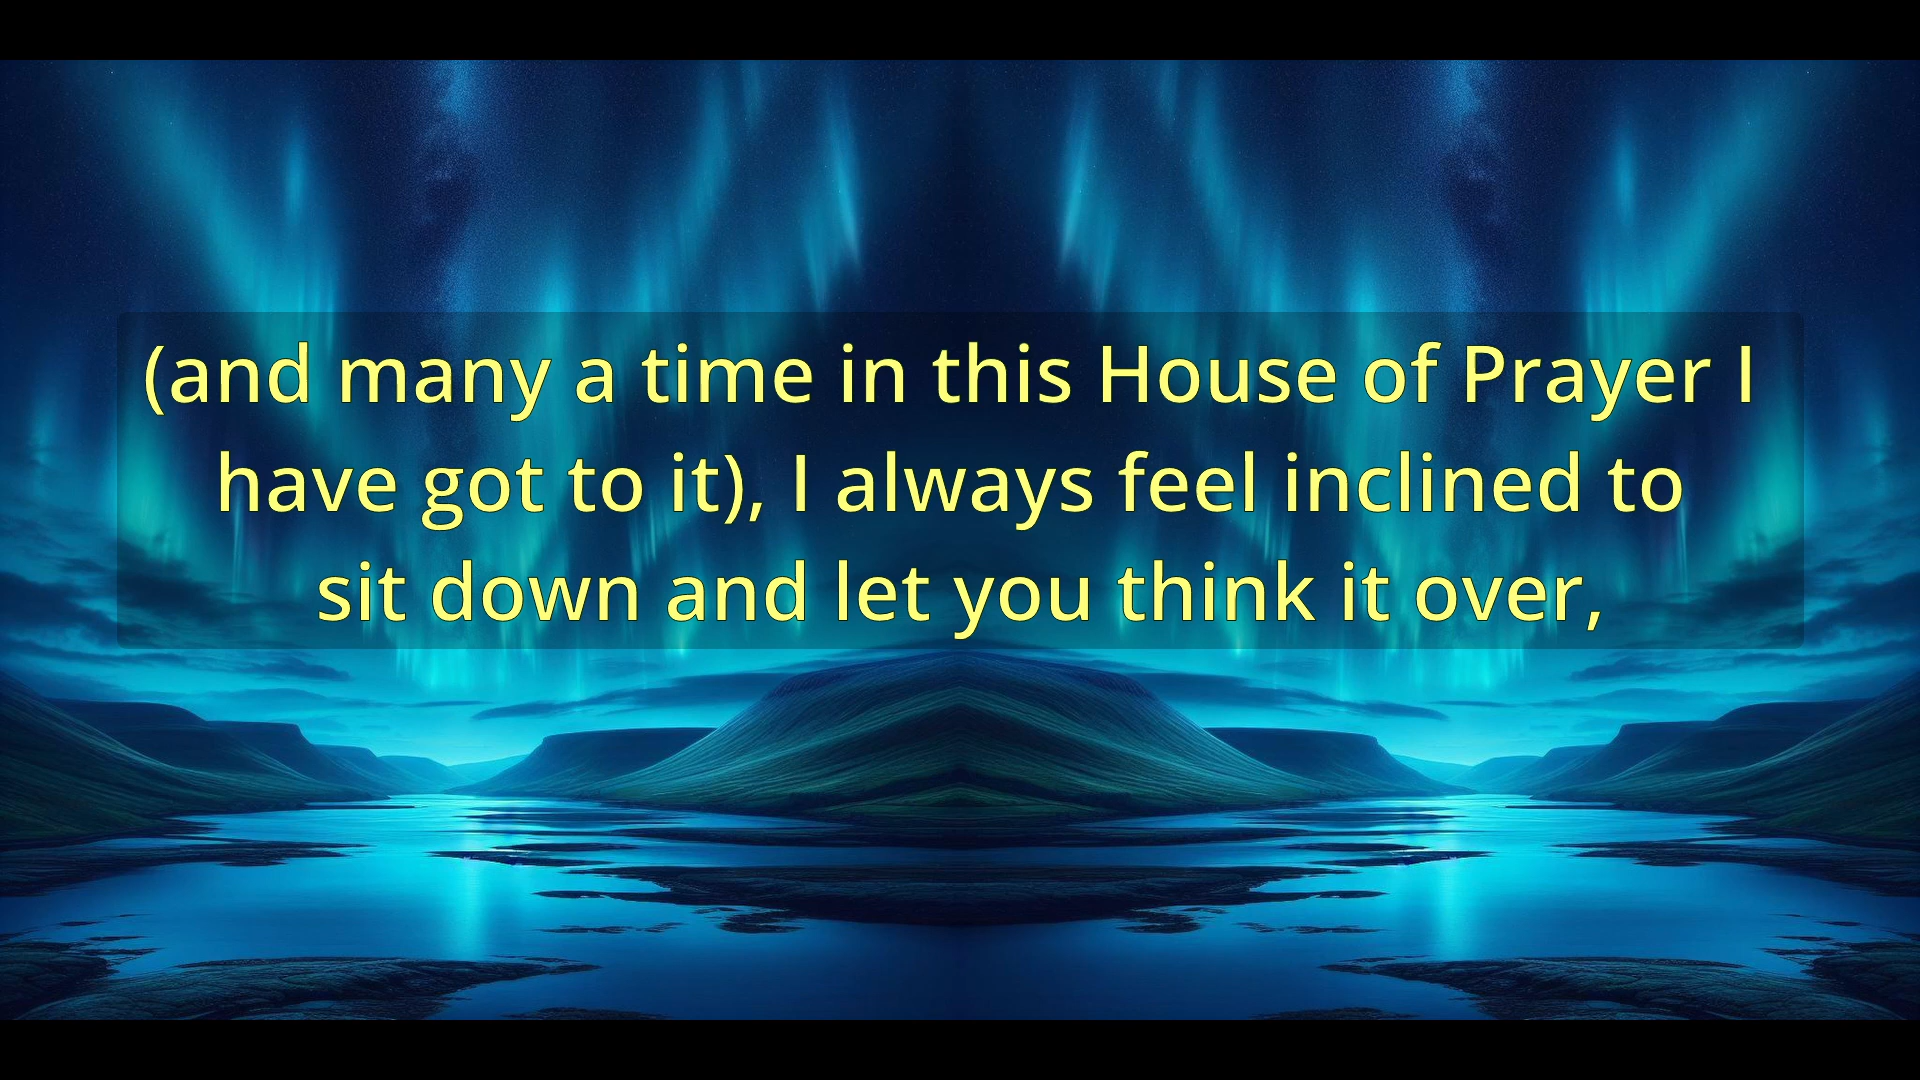 (and many a time in this House of Prayer I
have got to it), I always feel inclined to
sit down and let you think it over,